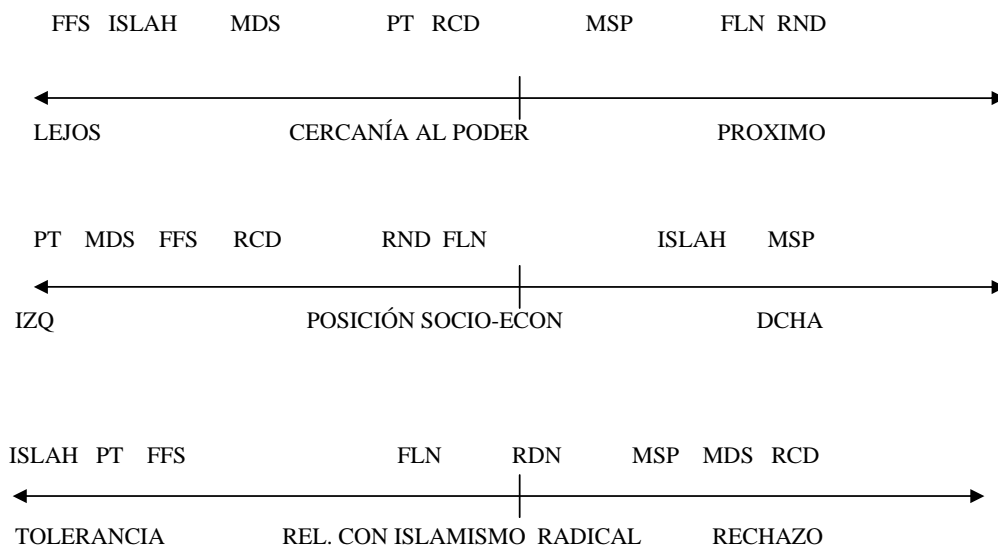 FFS ISLAH MDS PT RCD MSP FLN RND
LEJOS CERCANÍA AL PODER PROXIMO
PT MDS FFS RCD RND FLN ISLAH MSP
IZQ POSICIÓN SOCIO-ECON DCHA
ISLAH PT FFS FLN RDN MSP MDS RCD
TOLERANCIA REL. CON ISLAMISMO RADICAL RECHAZO